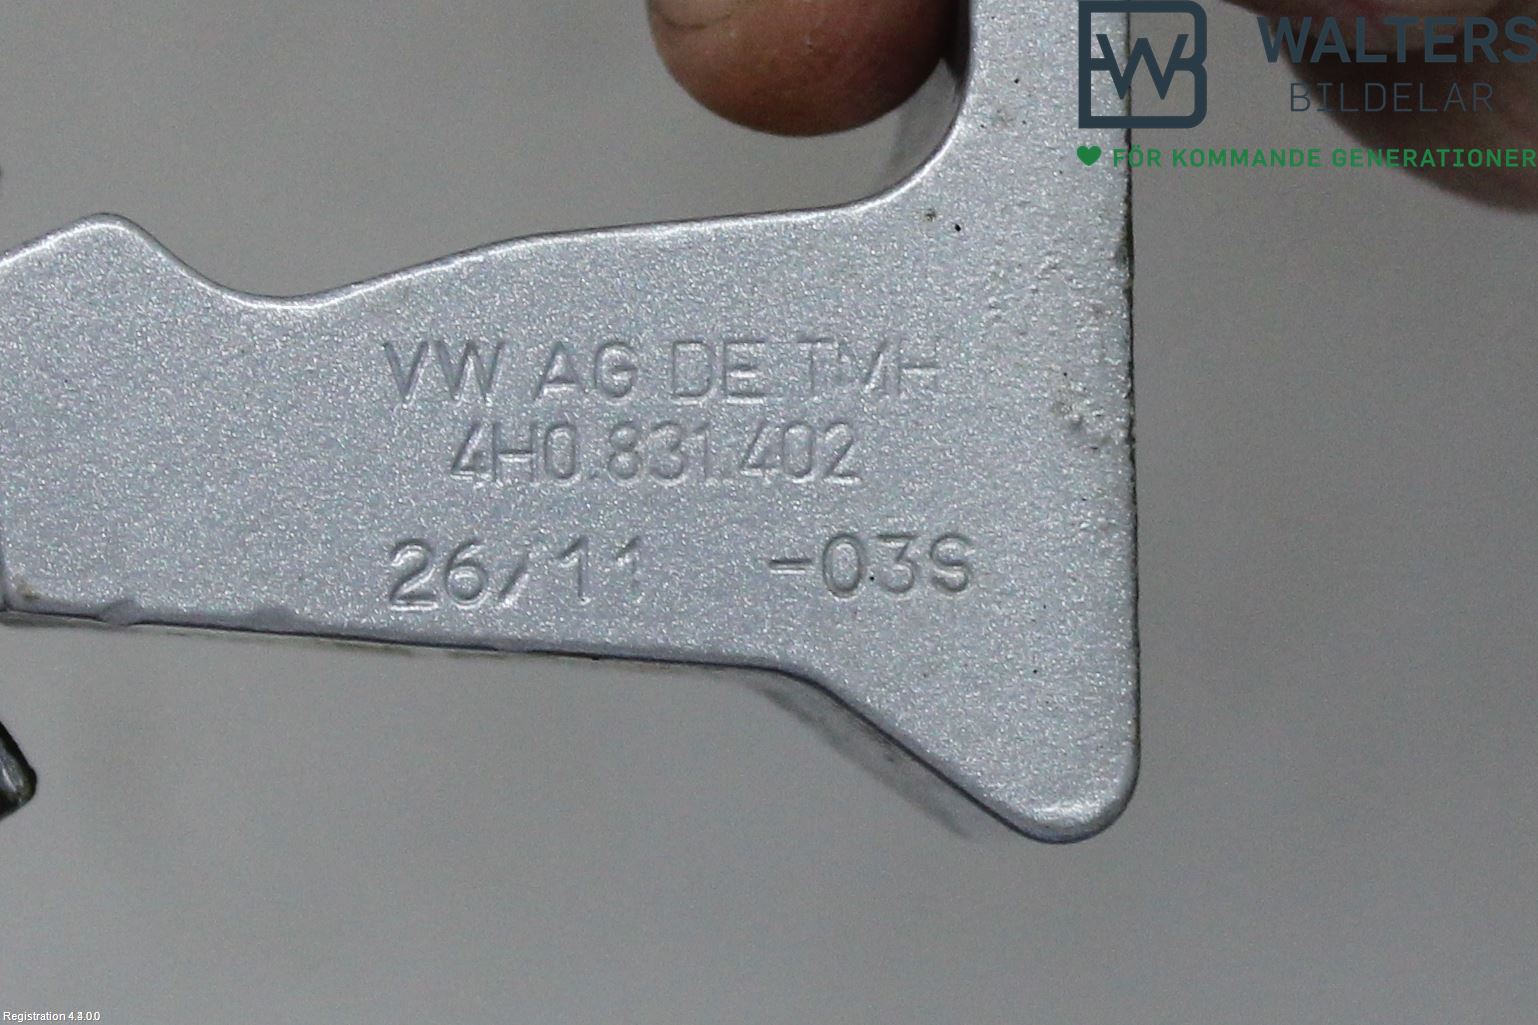 W
WALTERS
BILDELAR
FÖR KOMMANDE GENERATIONER
VW AG DE TMH
4H0.831.402
26/11 -03S
Registration 4.3.0.0